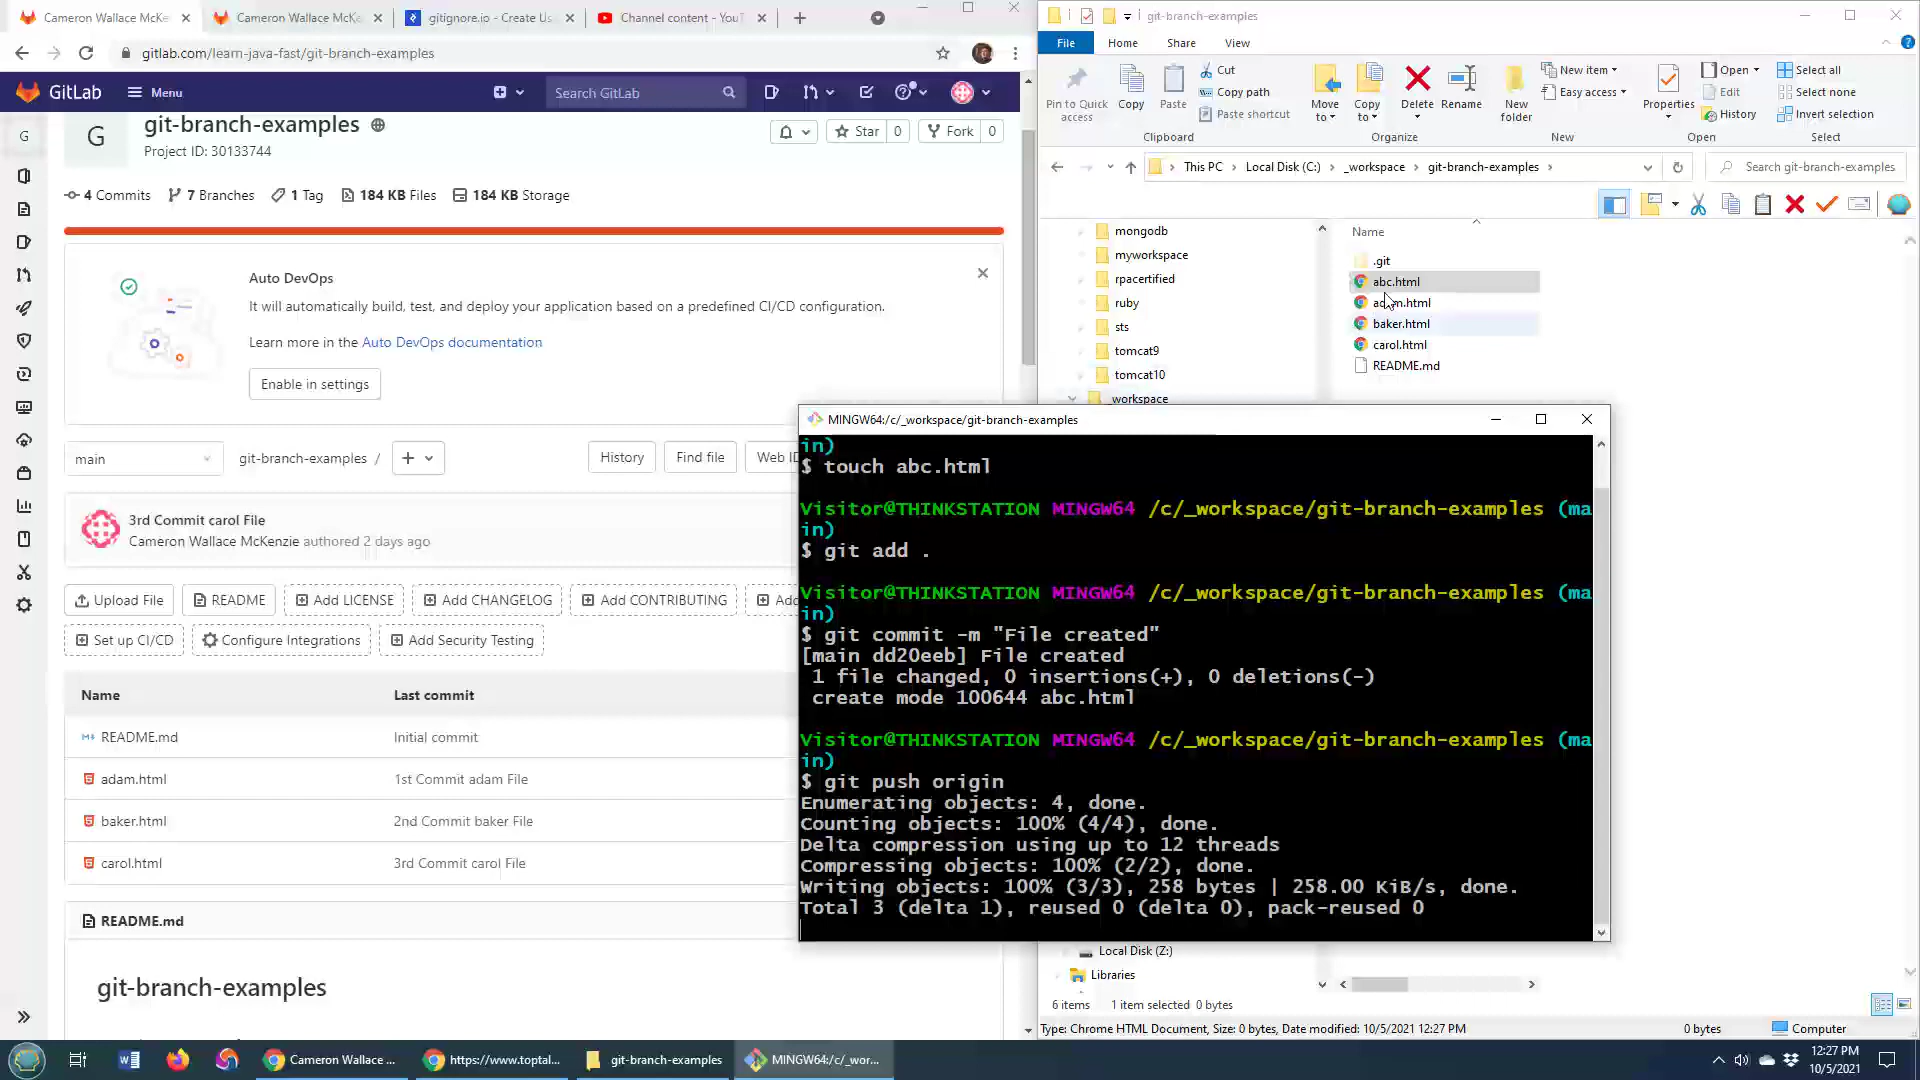 Cameron Wallace McKe
Cameron Wallace McKe
gitignore.io - Create Us
Channel content - YouT
gitlab.com/learn-java-fast/git-branch-examples
GitLab
Menu
Search GitLab
G
G
git-branch-examples
Project ID: 30133744
Star
0
Fork
0
4 Commits
7 Branches
1 Tag
184 KB Files
184 KB Storage
Auto DevOps
It will automatically build, test, and deploy your application based on a predefined CI/CD configuration.
Learn more in the Auto DevOps documentation
Enable in settings
main
git-branch-examples /
History
Find file
Web ID
3rd Commit carol File
Cameron Wallace McKenzie authored 2 days ago
Upload File
README
Add LICENSE
Add CHANGELOG
Add CONTRIBUTING
Add
Set up CI/CD
Configure Integrations
Add Security Testing
Name
Last commit
README.md
Initial commit
adam.html
1st Commit adam File
baker.html
2nd Commit baker File
carol.html
3rd Commit carol File
README.md
git-branch-examples
git-branch-examples
File
Home
Share
View
Pin to Quick access
Copy
Paste
Cut
Copy path
Paste shortcut
Clipboard
Move to
Copy to
Delete
Rename
Organize
New folder
New item
Easy access
New
Properties
Open
Edit
History
Open
Select all
Select none
Invert selection
Select
This PC
Local Disk (C:)
_workspace
git-branch-examples
Search git-branch-examples
mongodb
myworkspace
rpacertified
ruby
sts
tomcat9
tomcat10
_workspace
Name
.git
abc.html
adam.html
baker.html
carol.html
README.md
MINGW64:/c/_workspace/git-branch-examples
in)
$ touch abc.html
Visitor@THINKSTATION MINGW64 /c/_workspace/git-branch-examples (ma
in)
$ git add .
Visitor@THINKSTATION MINGW64 /c/_workspace/git-branch-examples (ma
in)
$ git commit -m "File created"
[main dd20eeb] File created
1 file changed, 0 insertions(+), 0 deletions(-)
create mode 100644 abc.html
Visitor@THINKSTATION MINGW64 /c/_workspace/git-branch-examples (ma
in)
$ git push origin
Enumerating objects: 4, done.
Counting objects: 100% (4/4), done.
Delta compression using up to 12 threads
Compressing objects: 100% (2/2), done.
Writing objects: 100% (3/3), 258 bytes | 258.00 KiB/s, done.
Total 3 (delta 1), reused 0 (delta 0), pack-reused 0
Local Disk (Z:)
Libraries
6 items
1 item selected 0 bytes
Type: Chrome HTML Document, Size: 0 bytes, Date modified: 10/5/2021 12:27 PM
0 bytes
Computer
Cameron Wallace ...
https://www.toptal...
git-branch-examples
MINGW64:/c/_wor...
12:27 PM
10/5/2021